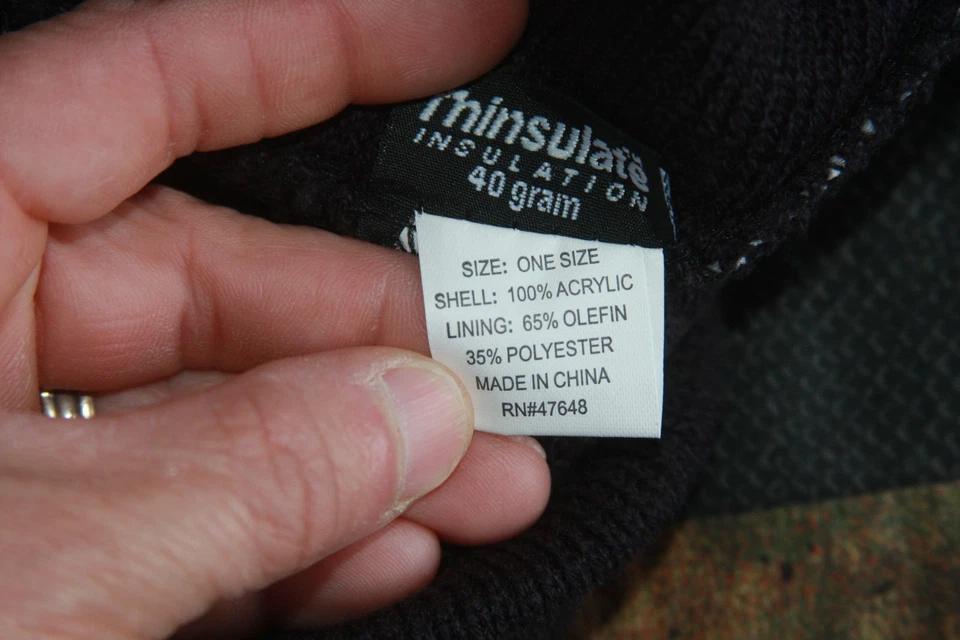 Thinsulate
INSULATION
40 gram
SIZE: ONE SIZE
SHELL: 100% ACRYLIC
LINING: 65% OLEFIN
35% POLYESTER
MADE IN CHINA
RN#47648